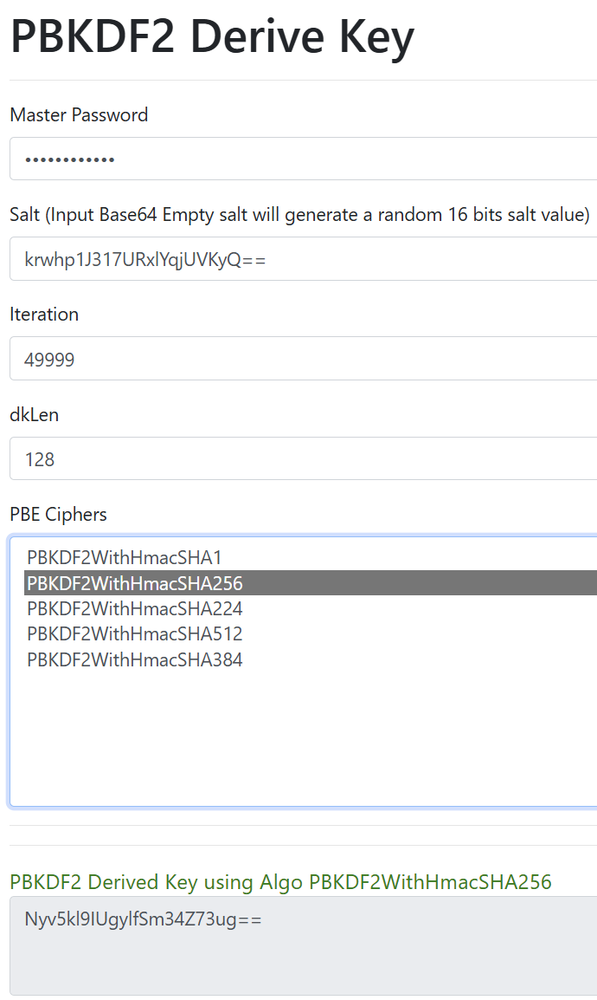 PBKDF2 Derive Key
Master Password
••••••••••••
Salt (Input Base64 Empty salt will generate a random 16 bits salt value)
krwhp1J317URxlYqjUVKyQ==
Iteration
49999
dkLen
128
PBE Ciphers
PBKDF2WithHmacSHA1
PBKDF2WithHmacSHA256
PBKDF2WithHmacSHA224
PBKDF2WithHmacSHA512
PBKDF2WithHmacSHA384
PBKDF2 Derived Key using Algo PBKDF2WithHmacSHA256
Nyv5kl9IUgylfSm34Z73ug==